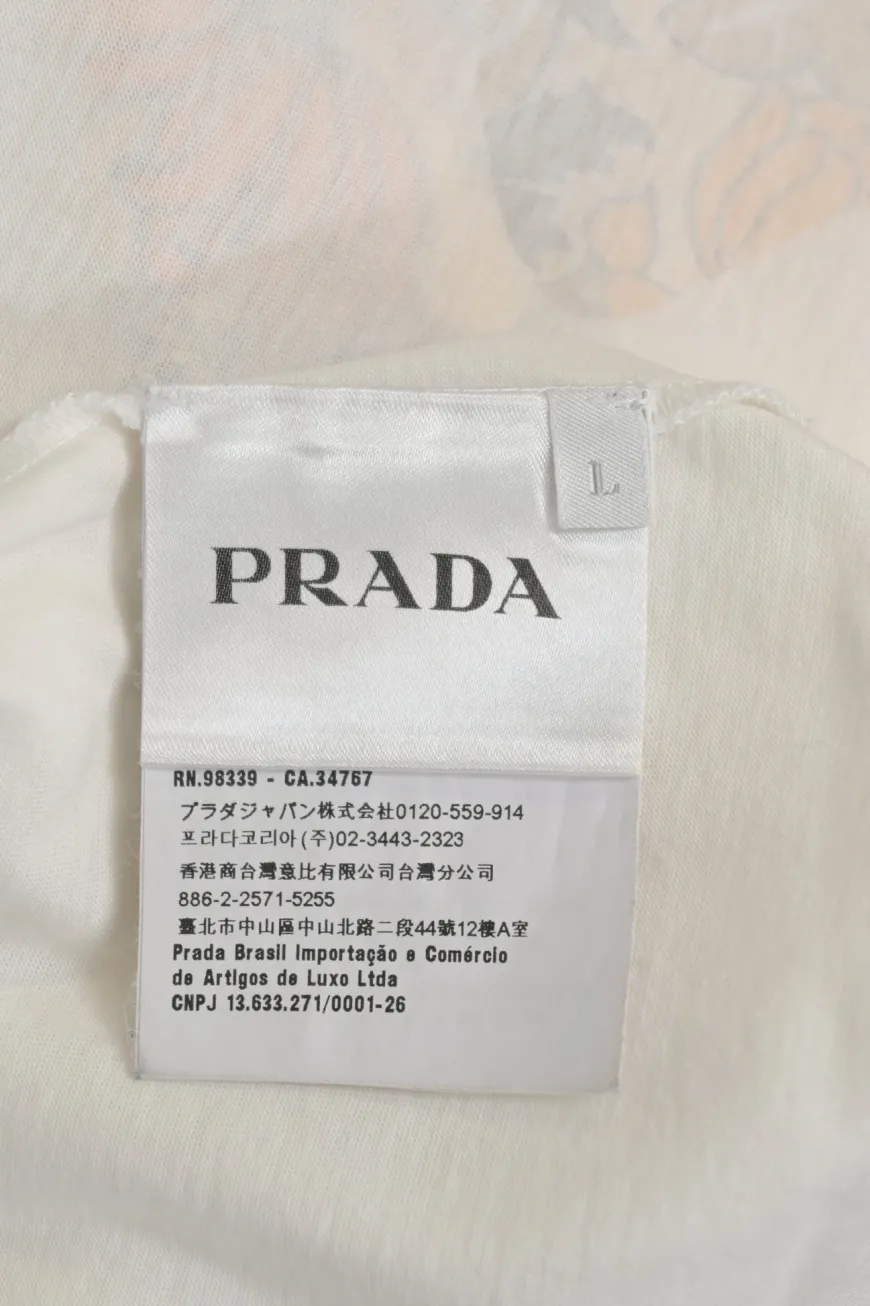 L
PRADA
RN.98339 - CA.34767
プラダジャパン株式会社0120-559-914
프라다코리아(주)02-3443-2323
香港商台灣意比有限公司台灣分公司
886-2-2571-5255
臺北市中山區中山北路二段44號12樓A室
Prada Brasil Importação e Comércio
de Artigos de Luxo Ltda
CNPJ 13.633.271/0001-26